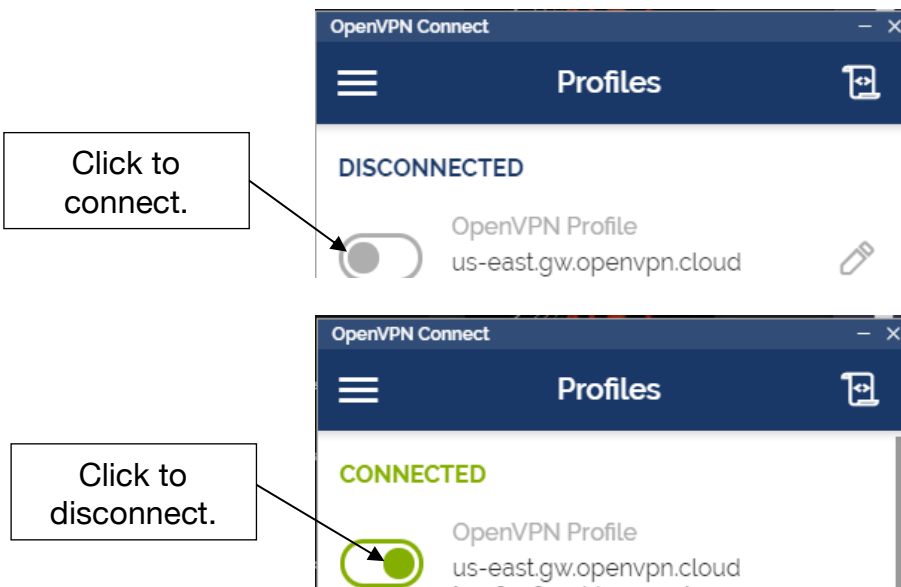 OpenVPN Connect
Profiles
Click to
connect.
DISCONNECTED
OpenVPN Profile
us-east.gw.openvpn.cloud
OpenVPN Connect
Profiles
Click to
disconnect.
CONNECTED
OpenVPN Profile
us-east.gw.openvpn.cloud